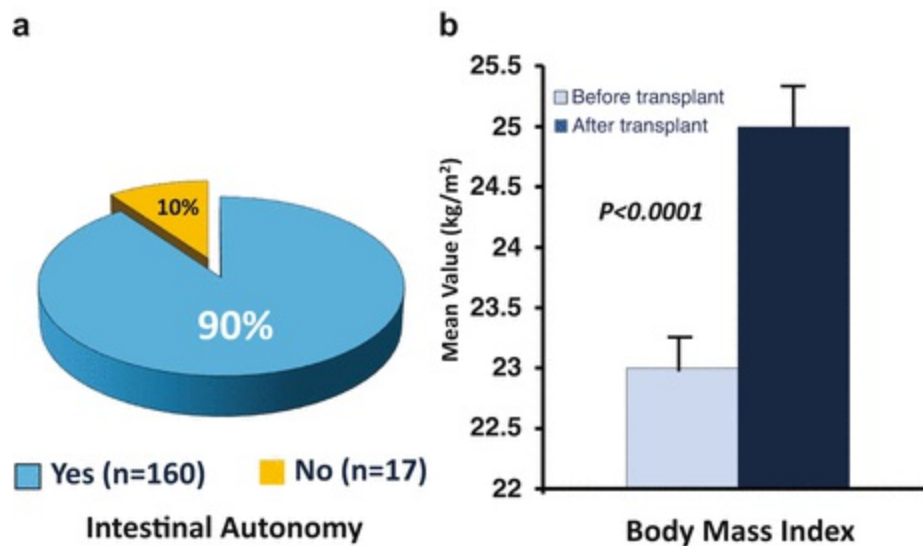 a
10%
90%
Yes (n=160) No (n=17)
Intestinal Autonomy
b
Mean Value (kg/m²)
25.5
25
24.5
24
23.5
23
22.5
22
Before transplant
After transplant
P<0.0001
Body Mass Index